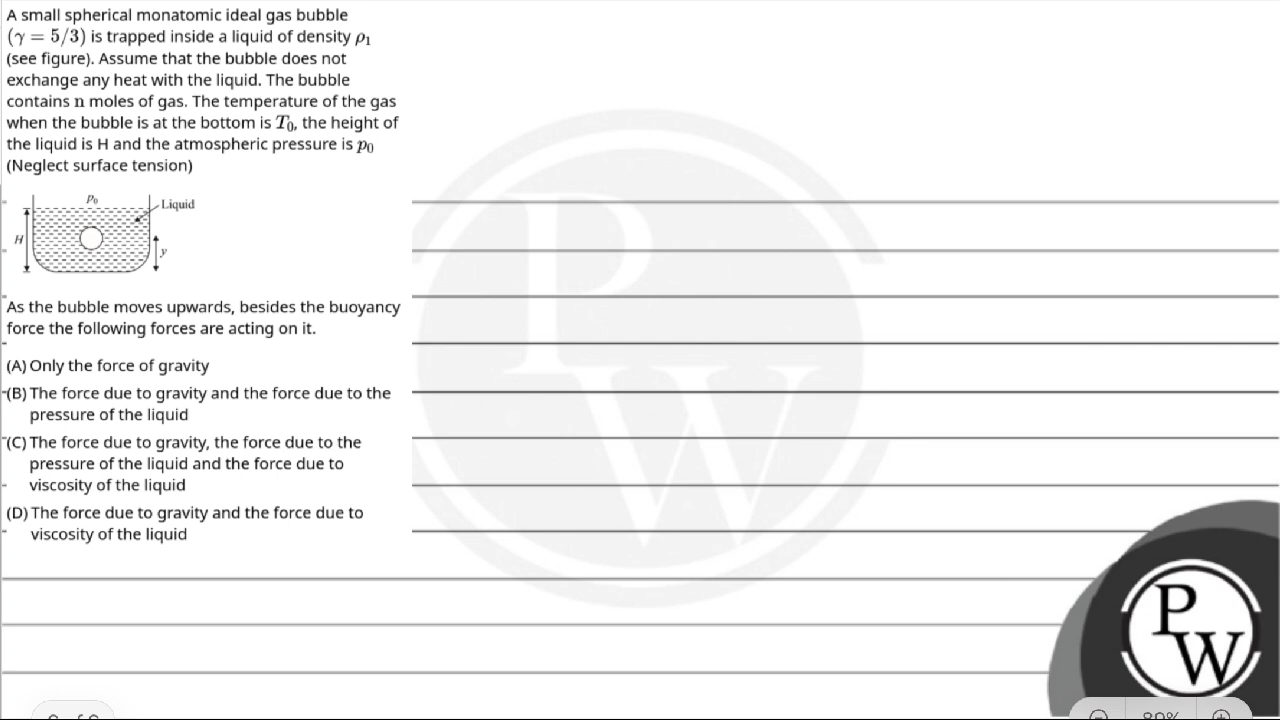 A small spherical monatomic ideal gas bubble
(γ = 5/3) is trapped inside a liquid of density ρ₁
(see figure). Assume that the bubble does not
exchange any heat with the liquid. The bubble
contains n moles of gas. The temperature of the gas
when the bubble is at the bottom is T₀, the height of
the liquid is H and the atmospheric pressure is p₀
(Neglect surface tension)
P₀
Liquid
H
y
As the bubble moves upwards, besides the buoyancy
force the following forces are acting on it.
(A) Only the force of gravity
(B) The force due to gravity and the force due to the
pressure of the liquid
(C) The force due to gravity, the force due to the
pressure of the liquid and the force due to
viscosity of the liquid
(D) The force due to gravity and the force due to
viscosity of the liquid
P
W
P
W